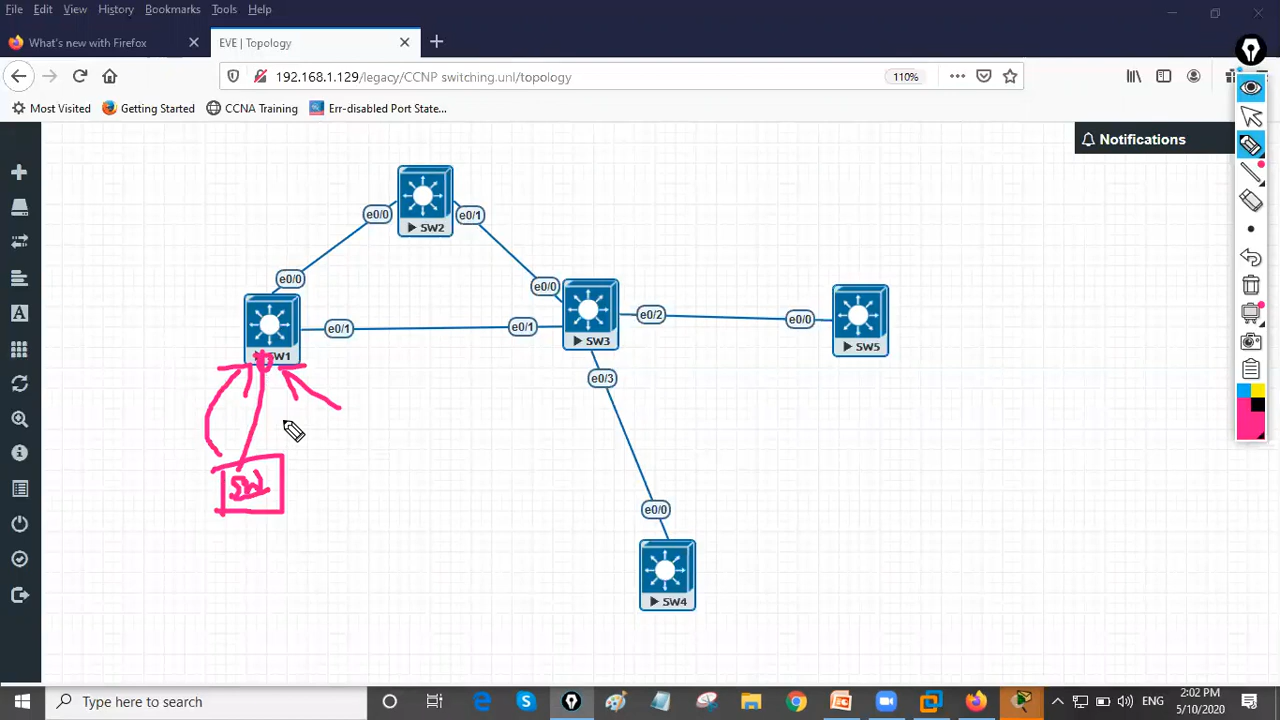 File Edit View History Bookmarks Tools Help
What's new with Firefox
EVE | Topology
192.168.1.129/legacy/CCNP switching.unl/topology
110%
Most Visited Getting Started CCNA Training Err-disabled Port State...
Notifications
SW2
e0/0 e0/1
e0/0
e0/0
SW1
e0/1
e0/1
SW3
e0/2
e0/0
SW5
e0/3
SW
e0/0
SW4
Type here to search
ENG
2:02 PM
5/10/2020